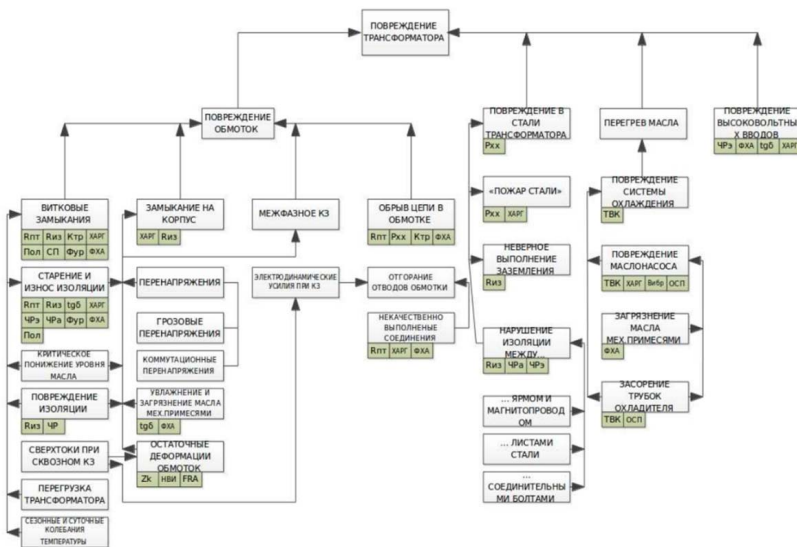 ПОВРЕЖДЕНИЕ
ТРАНСФОРМАТОРА
ПОВРЕЖДЕНИЕ
ОБМОТОК
ПОВРЕЖДЕНИЕ В
СТАЛИ
ТРАНСФОРМАТОРА
Рхх
ПЕРЕГРЕВ МАСЛА
ПОВРЕЖДЕНИЕ
ВЫСОКОВОЛЬТНЫ
Х ВВОДОВ
ЧРэ ФХА tgδ ХАРГ
ВИТКОВЫЕ
ЗАМЫКАНИЯ
Rпт Rиз Kтр ХАРГ
Пол СП Фур ФХА
ЗАМЫКАНИЕ НА
КОРПУС
ХАРГ Rиз
МЕЖФАЗНОЕ КЗ
ОБРЫВ ЦЕПИ В
ОБМОТКЕ
Rпт Рхх Kтр ФХА
«ПОЖАР СТАЛИ»
Рхх ХАРГ
ПОВРЕЖДЕНИЕ
СИСТЕМЫ
ОХЛАЖДЕНИЯ
ТВК
СТАРЕНИЕ И
ИЗНОС ИЗОЛЯЦИИ
Rпт Rиз tgδ ХАРГ
ЧРэ ЧРа Фур ФХА
Пол
ПЕРЕНАПРЯЖЕНИЯ
ЭЛЕКТРОДИНАМИЧЕСКИЕ
УСИЛИЯ ПРИ КЗ
ОТГОРАНИЕ
ОТВОДОВ ОБМОТКИ
НЕВЕРНОЕ
ВЫПОЛНЕНИЕ
ЗАЗЕМЛЕНИЯ
Rиз
ПОВРЕЖДЕНИЕ
МАСЛОНАСОСА
ТВК ХАРГ Вибр ОСП
ГРОЗОВЫЕ
ПЕРЕНАПРЯЖЕНИЯ
НЕКАЧЕСТВЕННО
ВЫПОЛНЕНЫЕ
СОЕДИНЕНИЯ
Rпт ХАРГ ФХА
НАРУШЕНИЕ
ИЗОЛЯЦИИ
МЕЖДУ...
Rиз ЧРа ЧРэ
ЗАГРЯЗНЕНИЕ
МАСЛА
МЕХ.ПРИМЕСЯМИ
ФХА
КРИТИЧЕСКОЕ
ПОНИЖЕНИЕ УРОВНЯ
МАСЛА
КОММУТАЦИОННЫЕ
ПЕРЕНАПРЯЖЕНИЯ
ПОВРЕЖДЕНИЕ
ИЗОЛЯЦИИ
Rиз ЧР
УВЛАЖНЕНИЕ И
ЗАГРЯЗНЕНИЕ МАСЛА
МЕХ.ПРИМЕСЯМИ
tgδ ФХА
... ЯРМОМ И
МАГНИТОПРОВОД
ОМ
ЗАСОРЕНИЕ
ТРУБОК
ОХЛАДИТЕЛЯ
ТВК ОСП
СВЕРХТОКИ ПРИ
СКВОЗНОМ КЗ
ОСТАТОЧНЫЕ
ДЕФОРМАЦИИ
ОБМОТОК
Zk НВИ FRA
... ЛИСТАМИ
СТАЛИ
ПЕРЕГРУЗКА
ТРАНСФОРМАТОРА
...
СОЕДИНИТЕЛЬНЫ
МИ БОЛТАМИ
СЕЗОННЫЕ И СУТОЧНЫЕ
КОЛЕБАНИЯ
ТЕМПЕРАТУРЫ